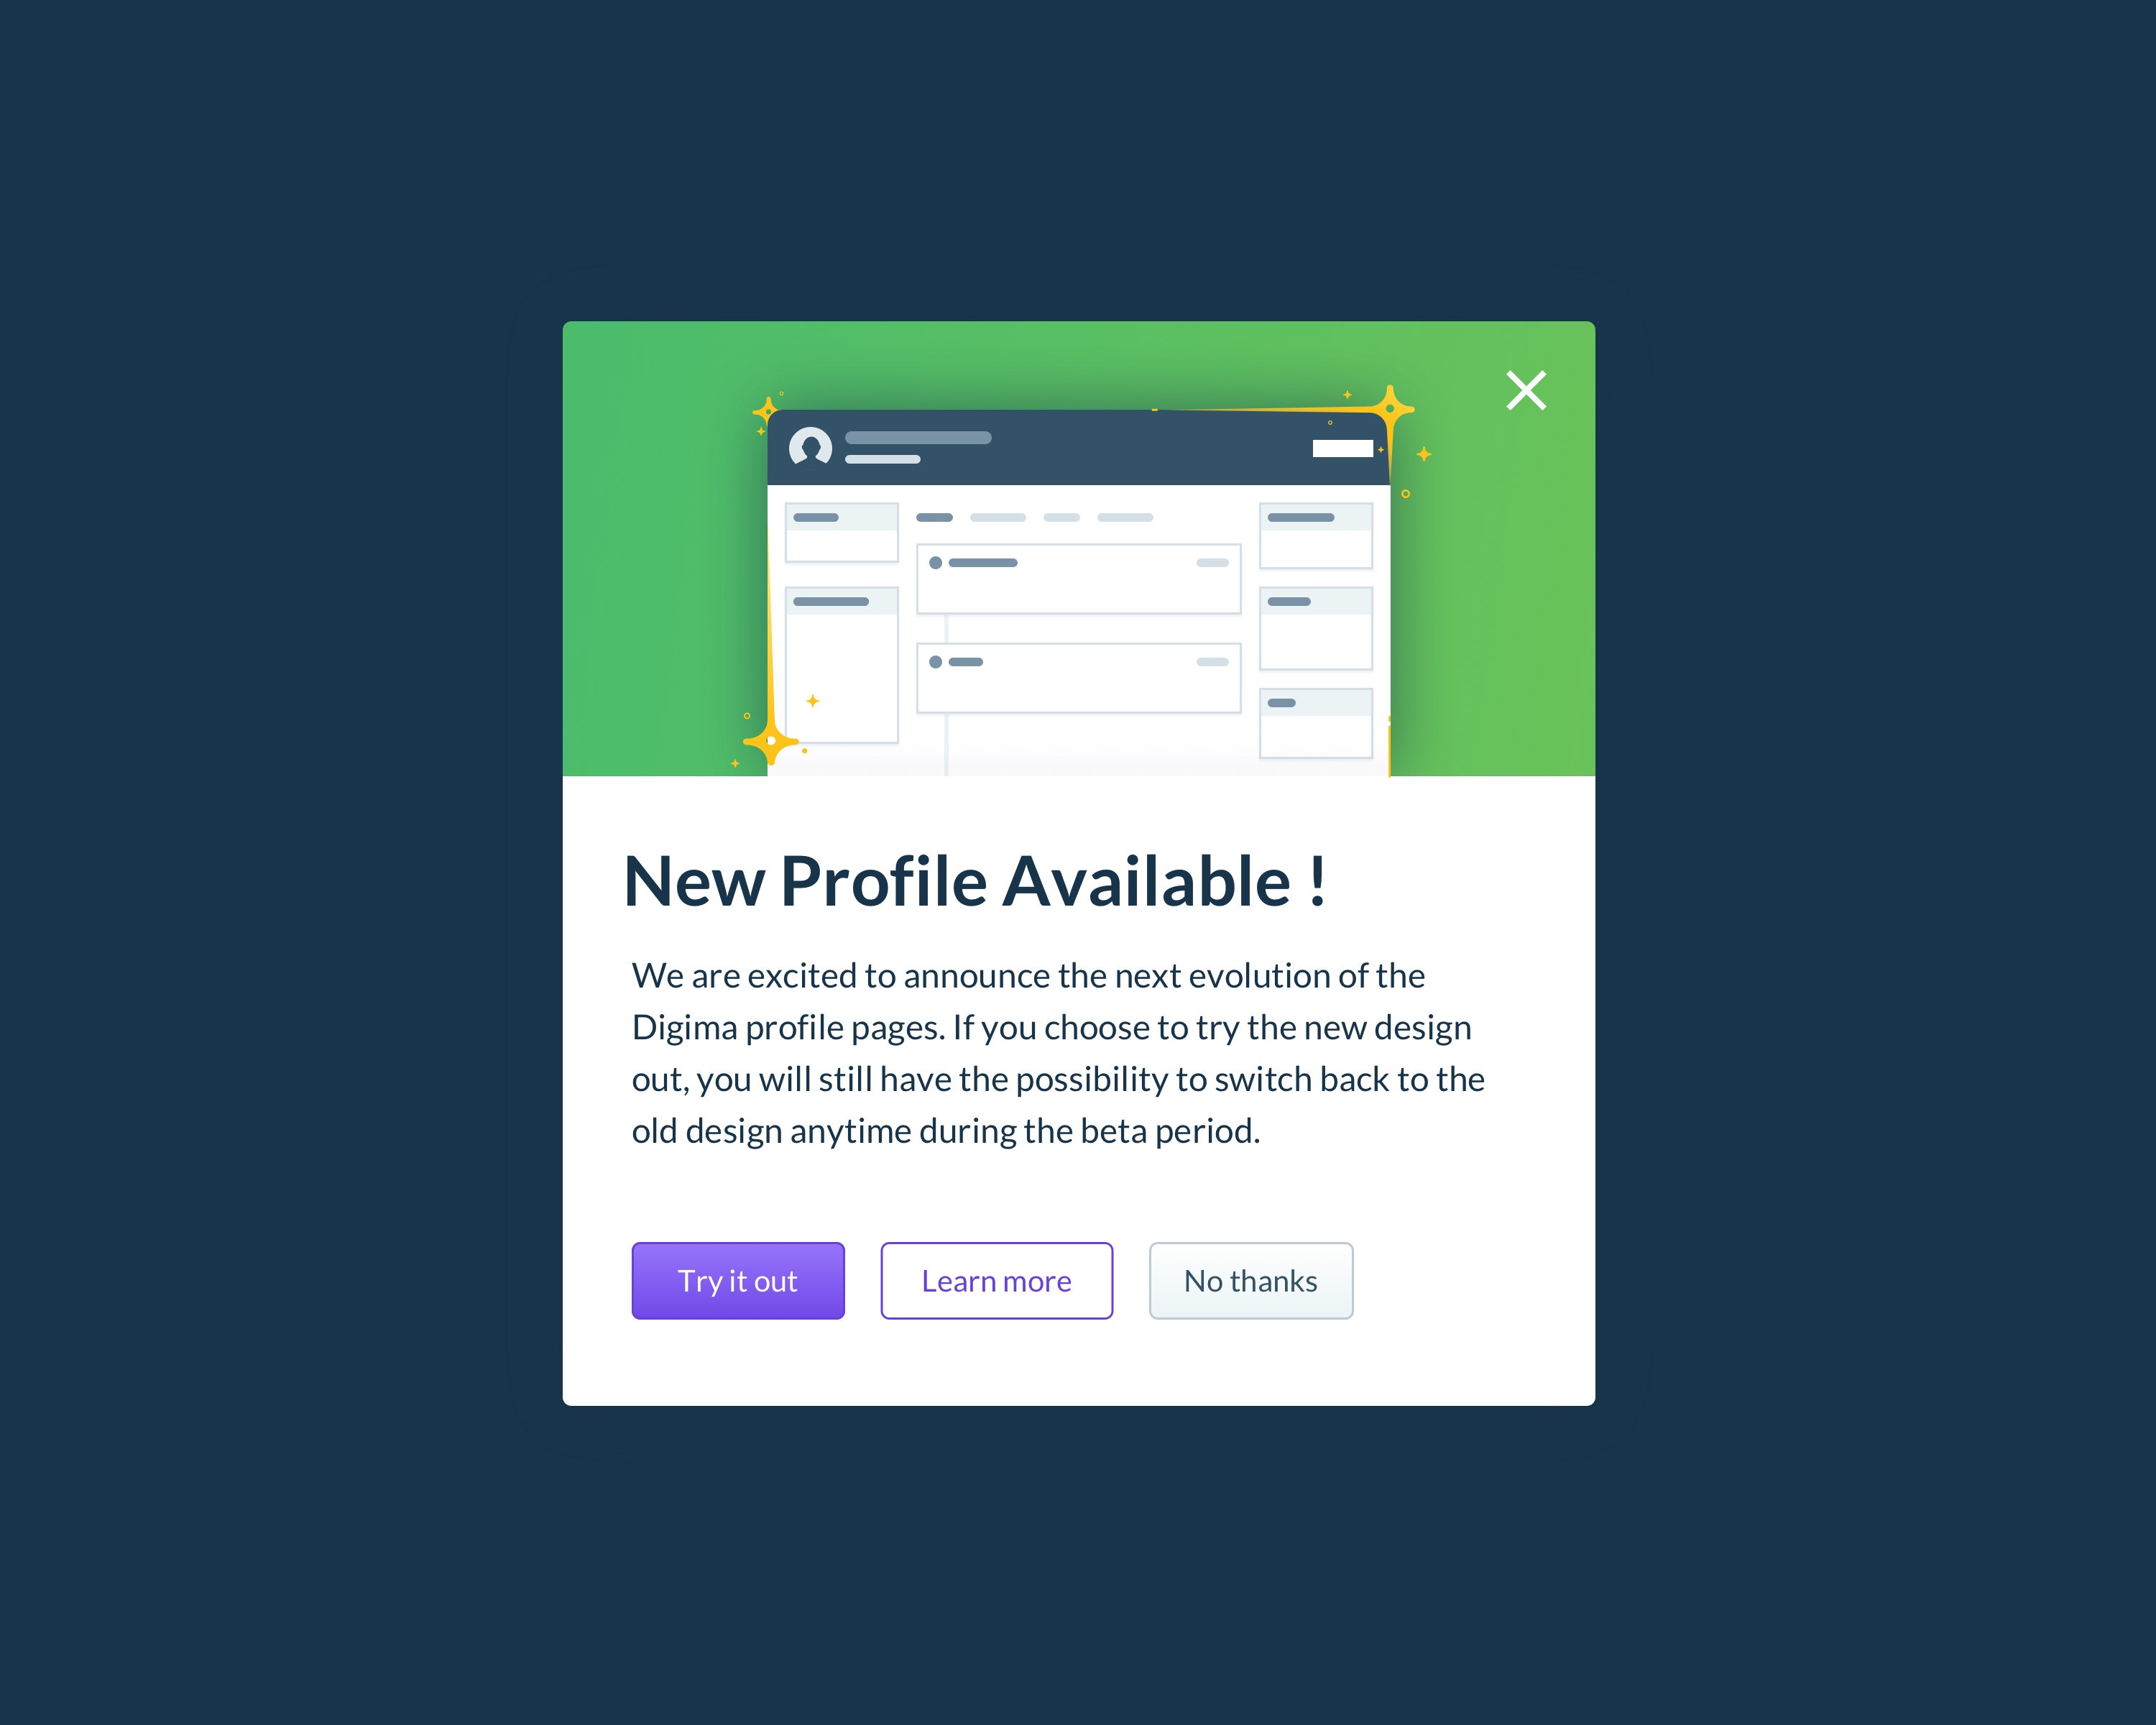 New Profile Available !
We are excited to announce the next evolution of the
Digima profile pages. If you choose to try the new design
out, you will still have the possibility to switch back to the
old design anytime during the beta period.
Try it out
Learn more
No thanks